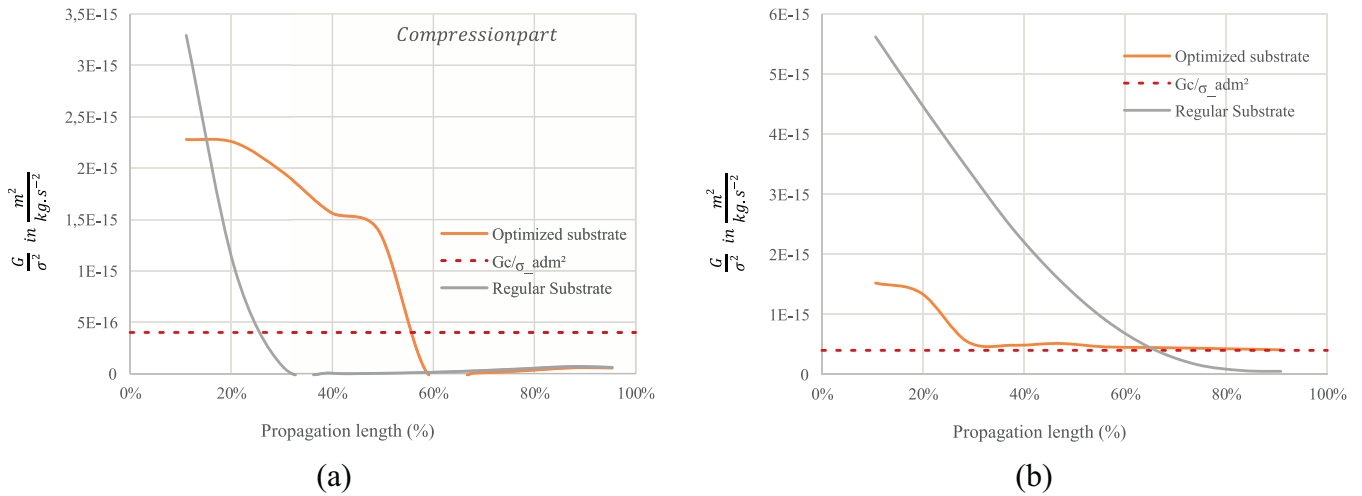 (a)
3,5E-15
3E-15
2,5E-15
2E-15
1,5E-15
1E-15
5E-16
0
G/σ² in m²/kg.s⁻²
Compressionpart
Optimized substrate
Gc/σ_adm²
Regular Substrate
0% 20% 40% 60% 80% 100%
Propagation length (%)
(b)
6E-15
5E-15
4E-15
3E-15
2E-15
1E-15
0
G/σ² in m²/kg.s⁻²
Optimized substrate
Gc/σ_adm²
Regular Substrate
0% 20% 40% 60% 80% 100%
Propagation length (%)